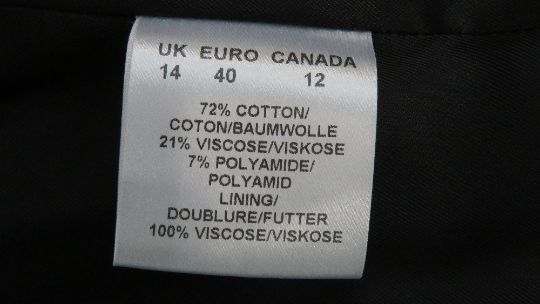 UK EURO CANADA
14 40 12
72% COTTON/
COTON/BAUMWOLLE
21% VISCOSE/VISKOSE
7% POLYAMIDE/
POLYAMID
LINING/
DOUBLURE/FUTTER
100% VISCOSE/VISKOSE